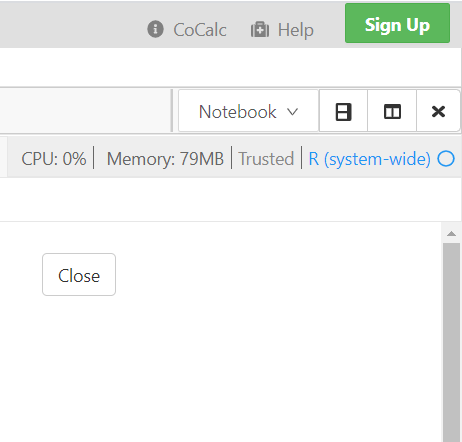 CoCalc Help Sign Up
Notebook
CPU: 0% Memory: 79MB Trusted R (system-wide)
Close